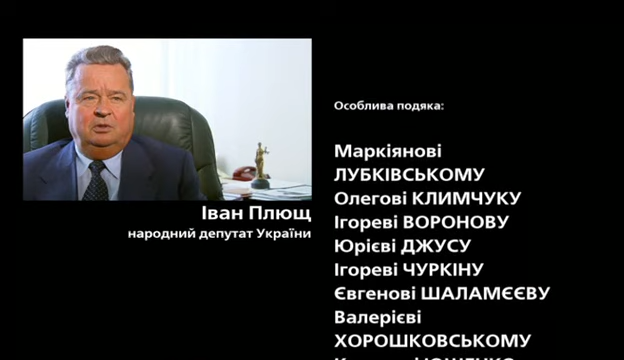 Іван Плющ
народний депутат України
Особлива подяка:
Маркіянові
ЛУБКІВСЬКОМУ
Олегові КЛИМЧУКУ
Ігореві ВОРОНОВУ
Юрієві ДЖУСУ
Ігореві ЧУРКІНУ
Євгенові ШАЛАМЄЄВУ
Валерієві
ХОРОШКОВСЬКОМУ